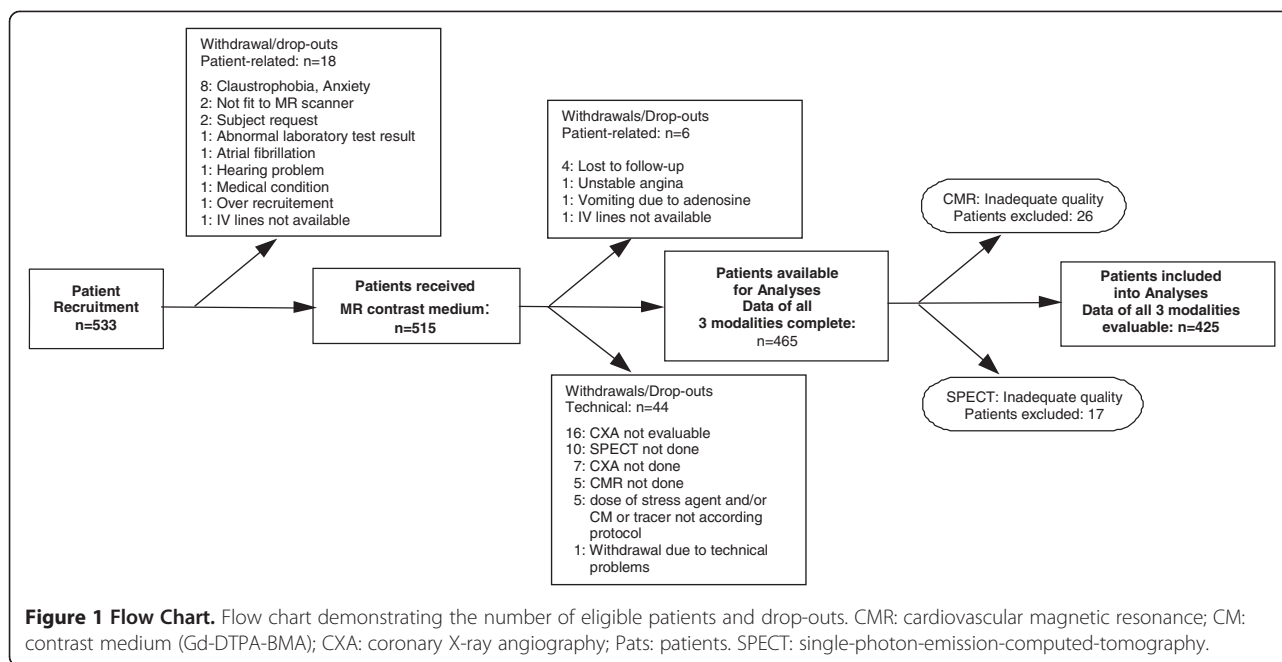 Withdrawal/drop-outs
Patient-related: n=18
8: Claustrophobia, Anxiety
2: Not fit to MR scanner
2: Subject request
1: Abnormal laboratory test result
1: Atrial fibrillation
1: Hearing problem
1: Medical condition
1: Over recruitement
1: IV lines not available
Withdrawals/Drop-outs
Patient-related: n=6
4: Lost to follow-up
1: Unstable angina
1: Vomiting due to adenosine
1: IV lines not available
CMR: Inadequate quality
Patients excluded: 26
Patient
Recruitment
n=533
Patients received
MR contrast medium:
n=515
Patients available
for Analyses
Data of all
3 modalities complete:
n=465
Patients included
into Analyses
Data of all 3 modalities
evaluable: n=425
Withdrawals/Drop-outs
Technical: n=44
16: CXA not evaluable
10: SPECT not done
7: CXA not done
5: CMR not done
5: dose of stress agent and/or
CM or tracer not according
protocol
1: Withdrawal due to technical
problems
SPECT: Inadequate quality
Patients excluded: 17
Figure 1 Flow Chart. Flow chart demonstrating the number of eligible patients and drop-outs. CMR: cardiovascular magnetic resonance; CM:
contrast medium (Gd-DTPA-BMA); CXA: coronary X-ray angiography; Pats: patients. SPECT: single-photon-emission-computed-tomography.